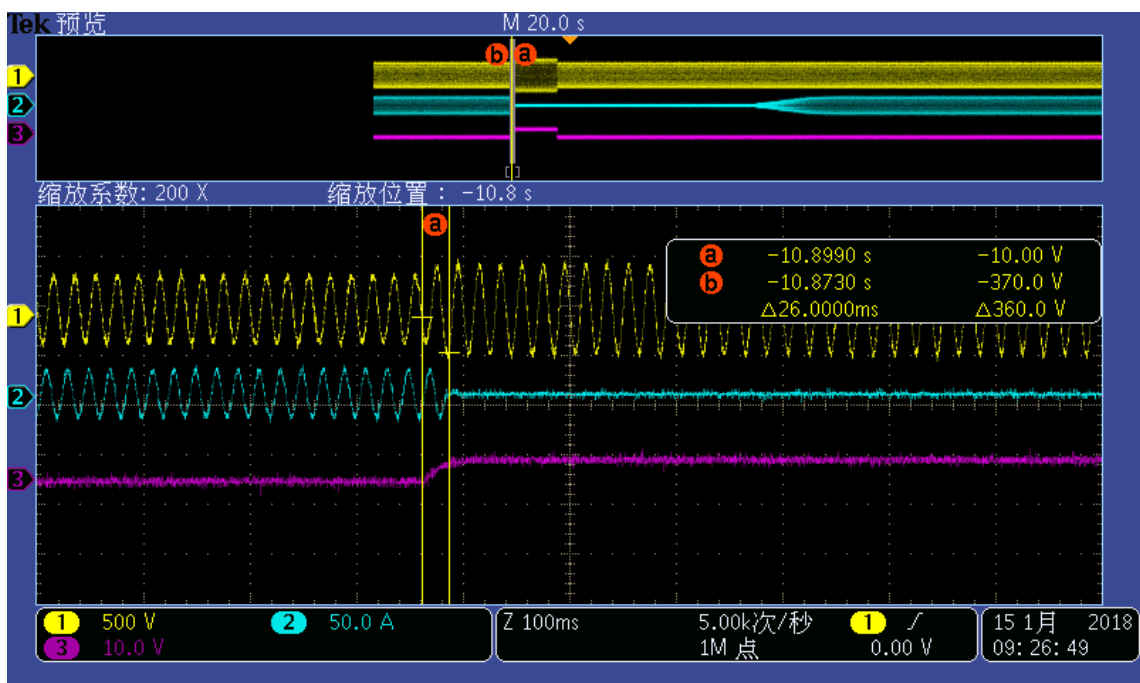 Tek 预览 M 20.0 s
b a
1
2
3
缩放系数: 200 X 缩放位置： -10.8 s
a
a -10.8990 s -10.00 V
b -10.8730 s -370.0 V
△26.0000ms △360.0 V
1
2
3
1 500 V 2 50.0 A Z 100ms 5.00k次/秒 1 / 15 1月 2018
3 10.0 V 1M 点 0.00 V 09: 26: 49